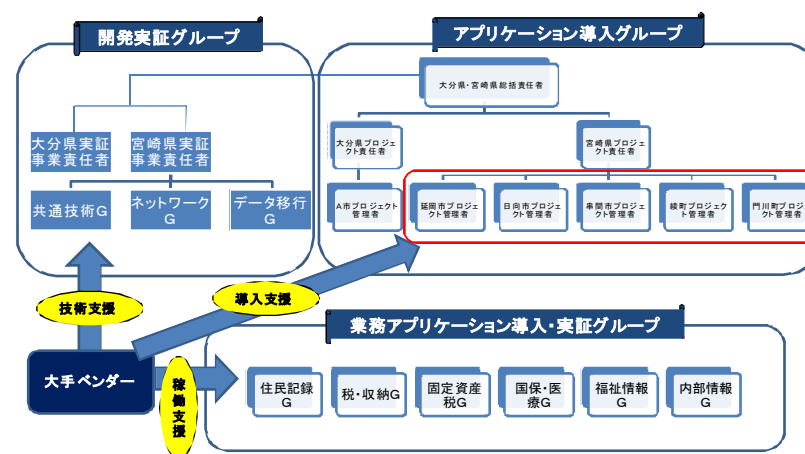 開発実証グループ
アプリケーション導入グループ
大分県・宮崎県総括責任者
大分県実証
事業責任者
宮崎県実証
事業責任者
大分県プロジェ
クト責任者
宮崎県プロジェ
クト責任者
共通技術G
ネットワーク
G
データ移行
G
A市プロジェクト
管理者
延岡市プロジェ
クト管理者
日向市プロジェ
クト管理者
串間市プロジェ
クト管理者
綾町プロジェク
ト管理者
門川町プロジェ
クト管理者
技術支援
導入支援
業務アプリケーション導入・実証グループ
大手ベンダー
稼働支援
住民記録
G
税・収納G
固定資産
税G
国保・医
療G
福祉情報
G
内部情報
G